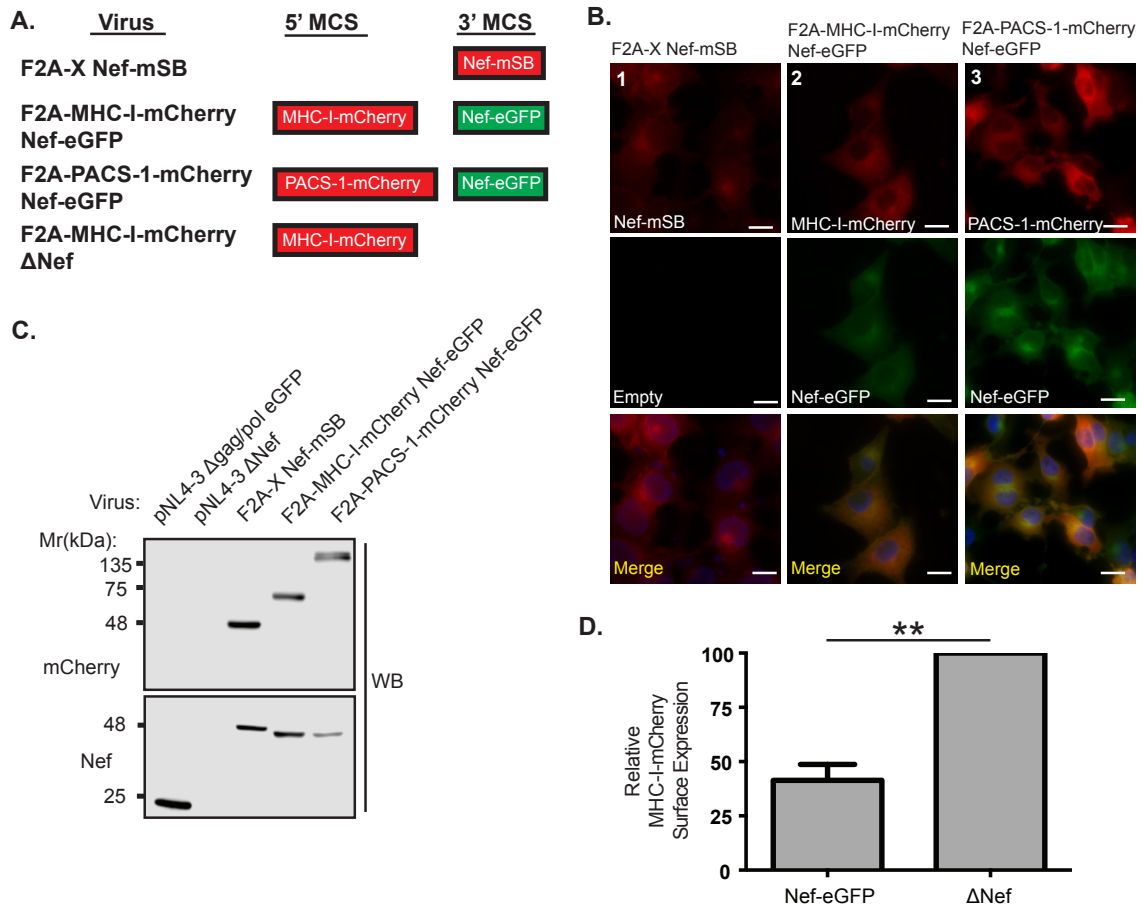 A.
Virus 5' MCS 3' MCS
F2A-X Nef-mSB Nef-mSB
F2A-MHC-I-mCherry
Nef-eGFP MHC-I-mCherry Nef-eGFP
F2A-PACS-1-mCherry
Nef-eGFP PACS-1-mCherry Nef-eGFP
F2A-MHC-I-mCherry
ΔNef MHC-I-mCherry
B.
F2A-X Nef-mSB
F2A-MHC-I-mCherry
Nef-eGFP
F2A-PACS-1-mCherry
Nef-eGFP
1 2 3
Nef-mSB MHC-I-mCherry PACS-1-mCherry
Empty Nef-eGFP Nef-eGFP
Merge Merge Merge
C.
Virus:
pNL4-3 Δgag/pol eGFP
pNL4-3 ΔNef
F2A-X Nef-mSB
F2A-MHC-I-mCherry Nef-eGFP
F2A-PACS-1-mCherry Nef-eGFP
Mr(kDa):
135
75
48
mCherry
WB
48
Nef
25
D.
**
Relative
MHC-I-mCherry
Surface Expression
100
75
50
25
0
Nef-eGFP ΔNef